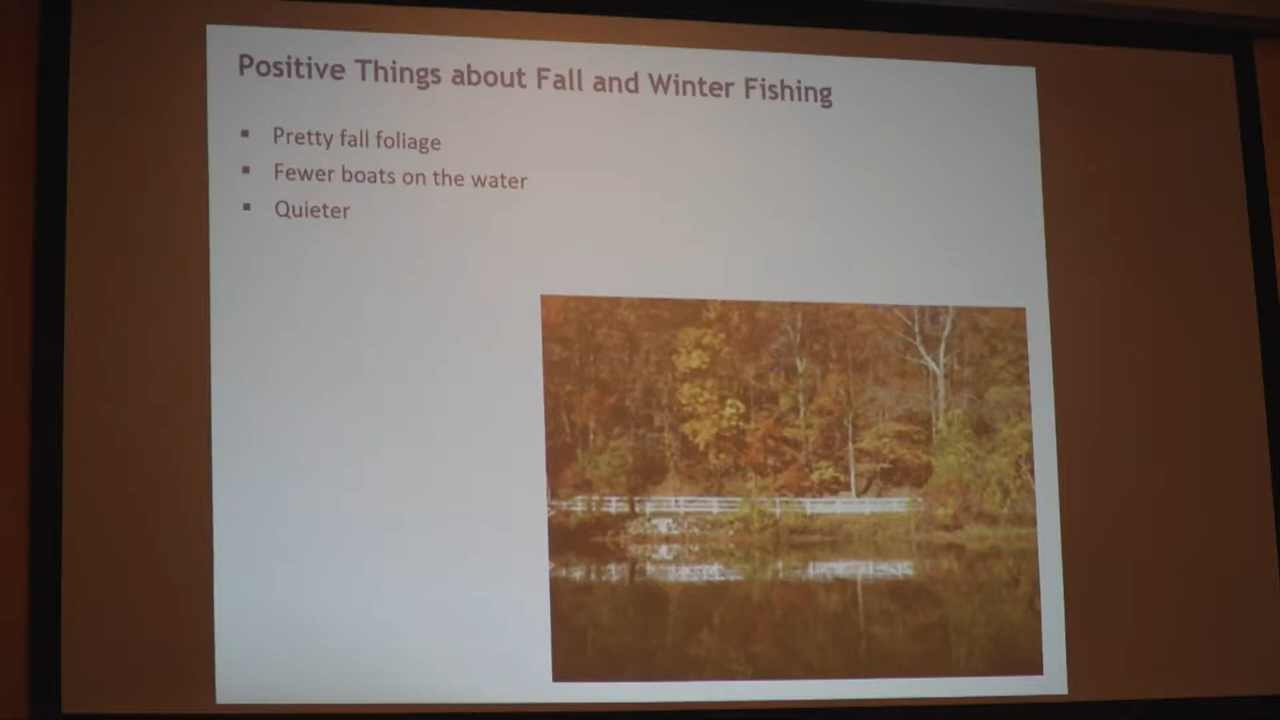 Positive Things about Fall and Winter Fishing
▪ Pretty fall foliage
▪ Fewer boats on the water
▪ Quieter